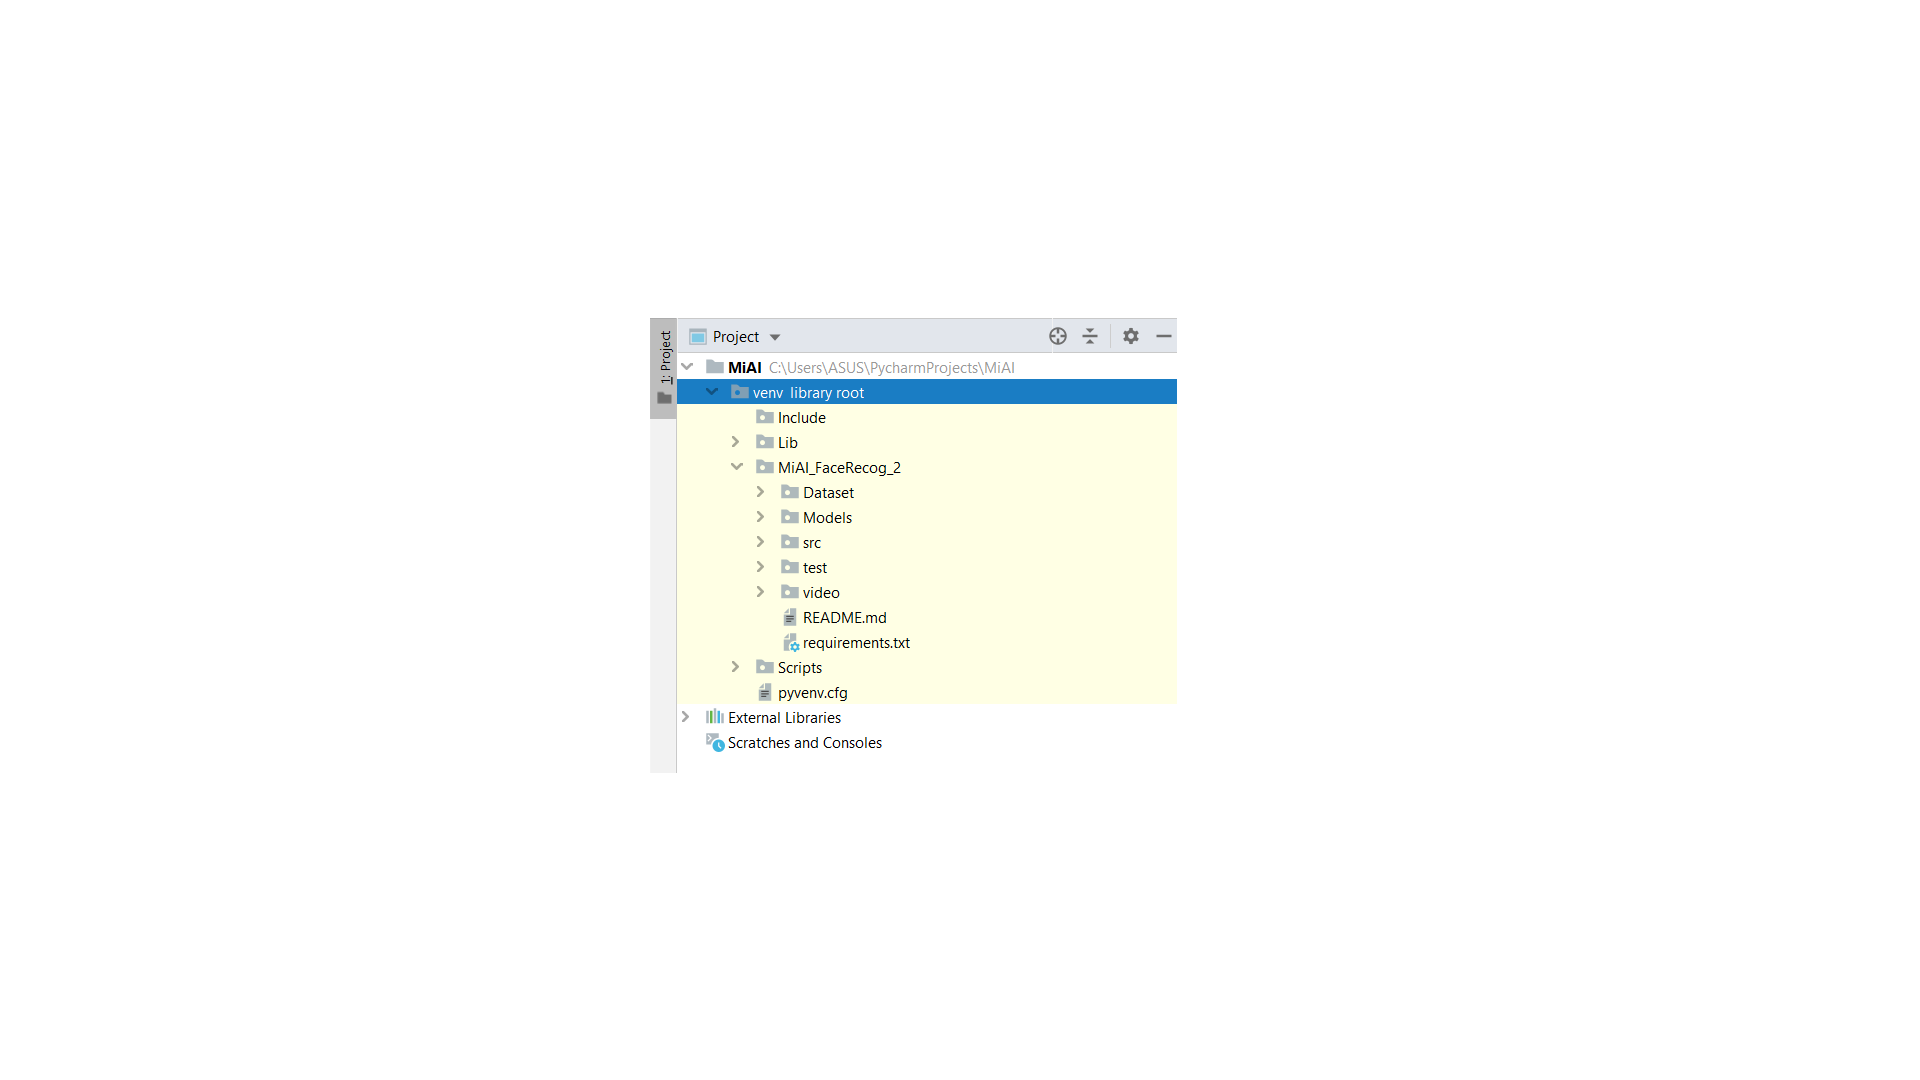 1: Project
Project
MiAI C:\Users\ASUS\PycharmProjects\MiAI
venv library root
Include
Lib
MiAI_FaceRecog_2
Dataset
Models
src
test
video
README.md
requirements.txt
Scripts
pyvenv.cfg
External Libraries
Scratches and Consoles